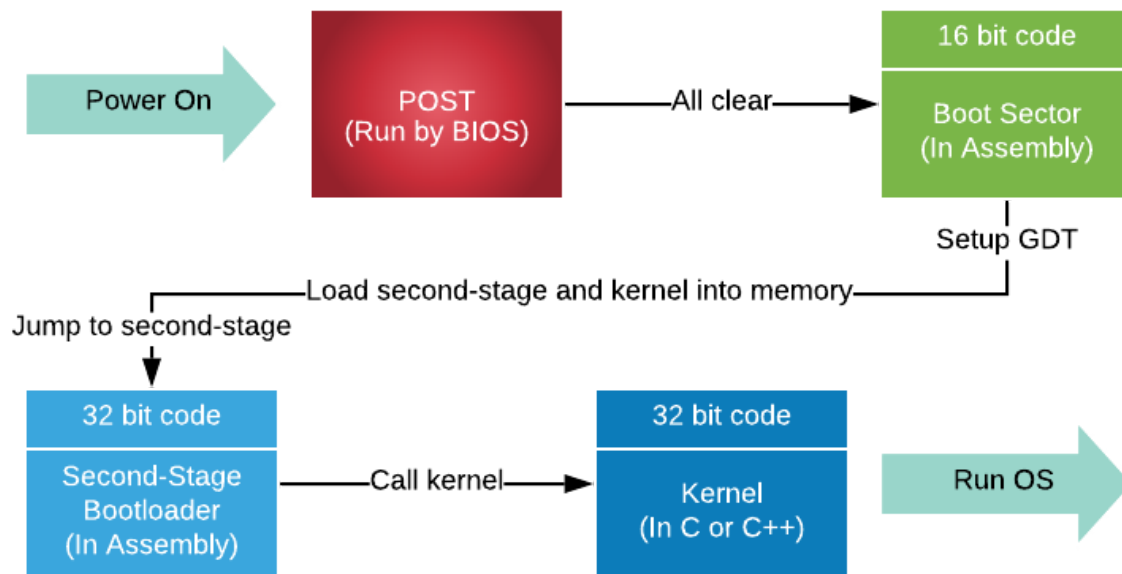 Power On
POST
(Run by BIOS)
All clear
16 bit code
Boot Sector
(In Assembly)
Setup GDT
Load second-stage and kernel into memory
Jump to second-stage
32 bit code
Second-Stage
Bootloader
(In Assembly)
Call kernel
32 bit code
Kernel
(In C or C++)
Run OS